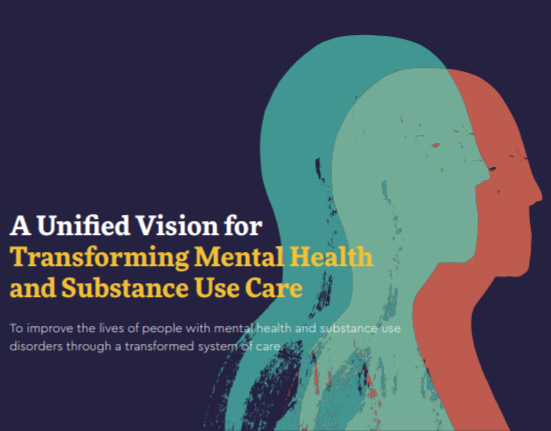 A Unified Vision for
Transforming Mental Health
and Substance Use Care
To improve the lives of people with mental health and substance use
disorders through a transformed system of care.